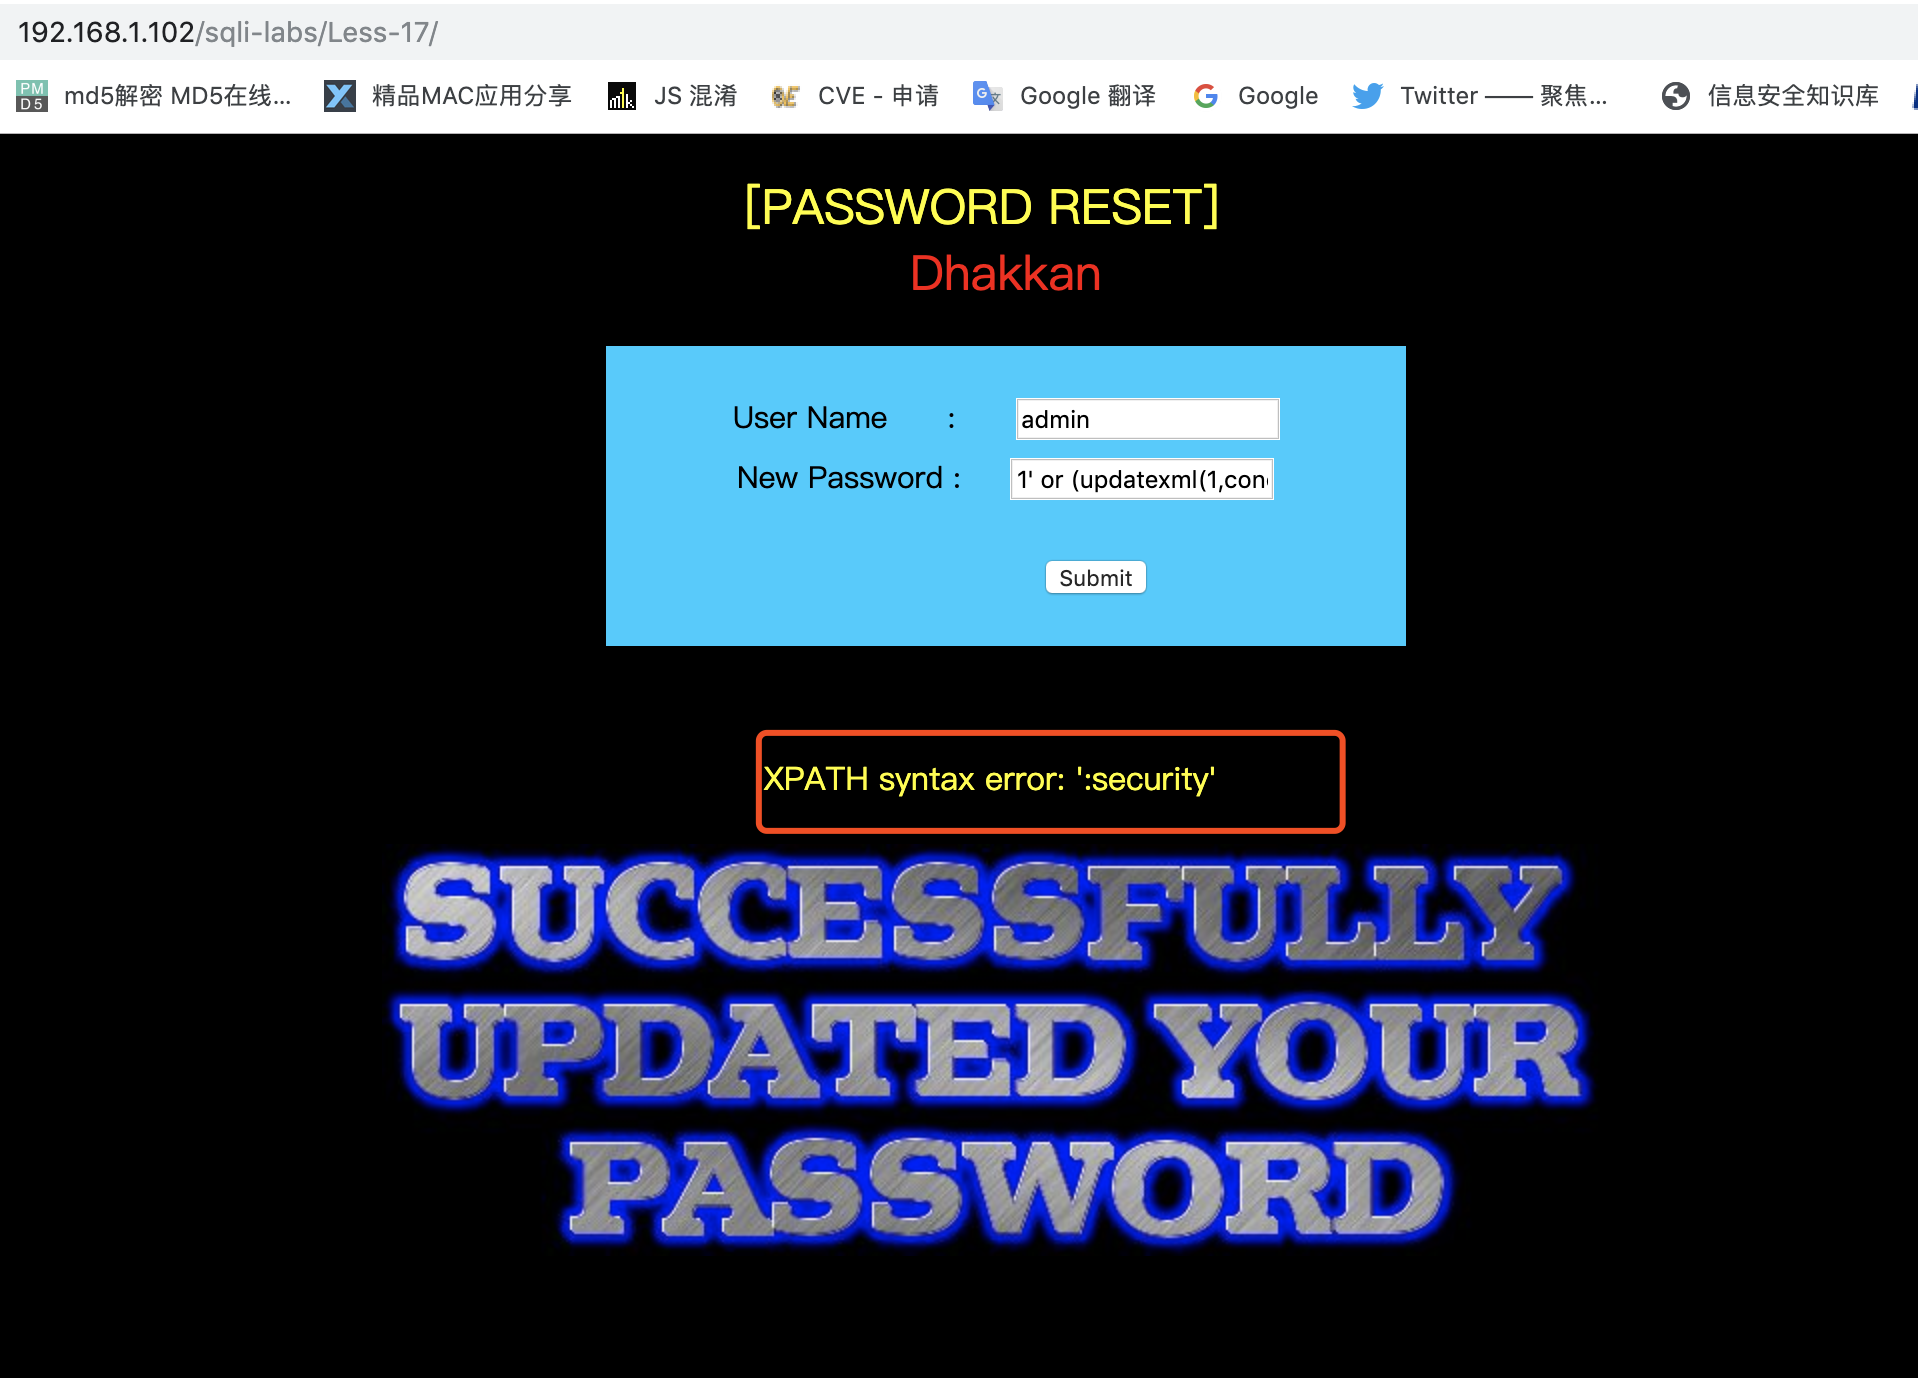 192.168.1.102/sqli-labs/Less-17/
PM D5 md5解密 MD5在线... 精品MAC应用分享 JS 混淆 CVE - 申请 Google 翻译 Google Twitter —— 聚焦... 信息安全知识库
[PASSWORD RESET]
Dhakkan
User Name : admin
New Password : 1' or (updatexml(1,con
Submit
XPATH syntax error: ':security'
SUCCESSFULLY
UPDATED YOUR
PASSWORD